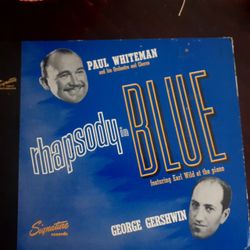 PAUL WHITEMAN
and his Orchestra and Chorus
rhapsody in
BLUE
featuring Earl Wild at the piano
Signature
records
GEORGE GERSHWIN